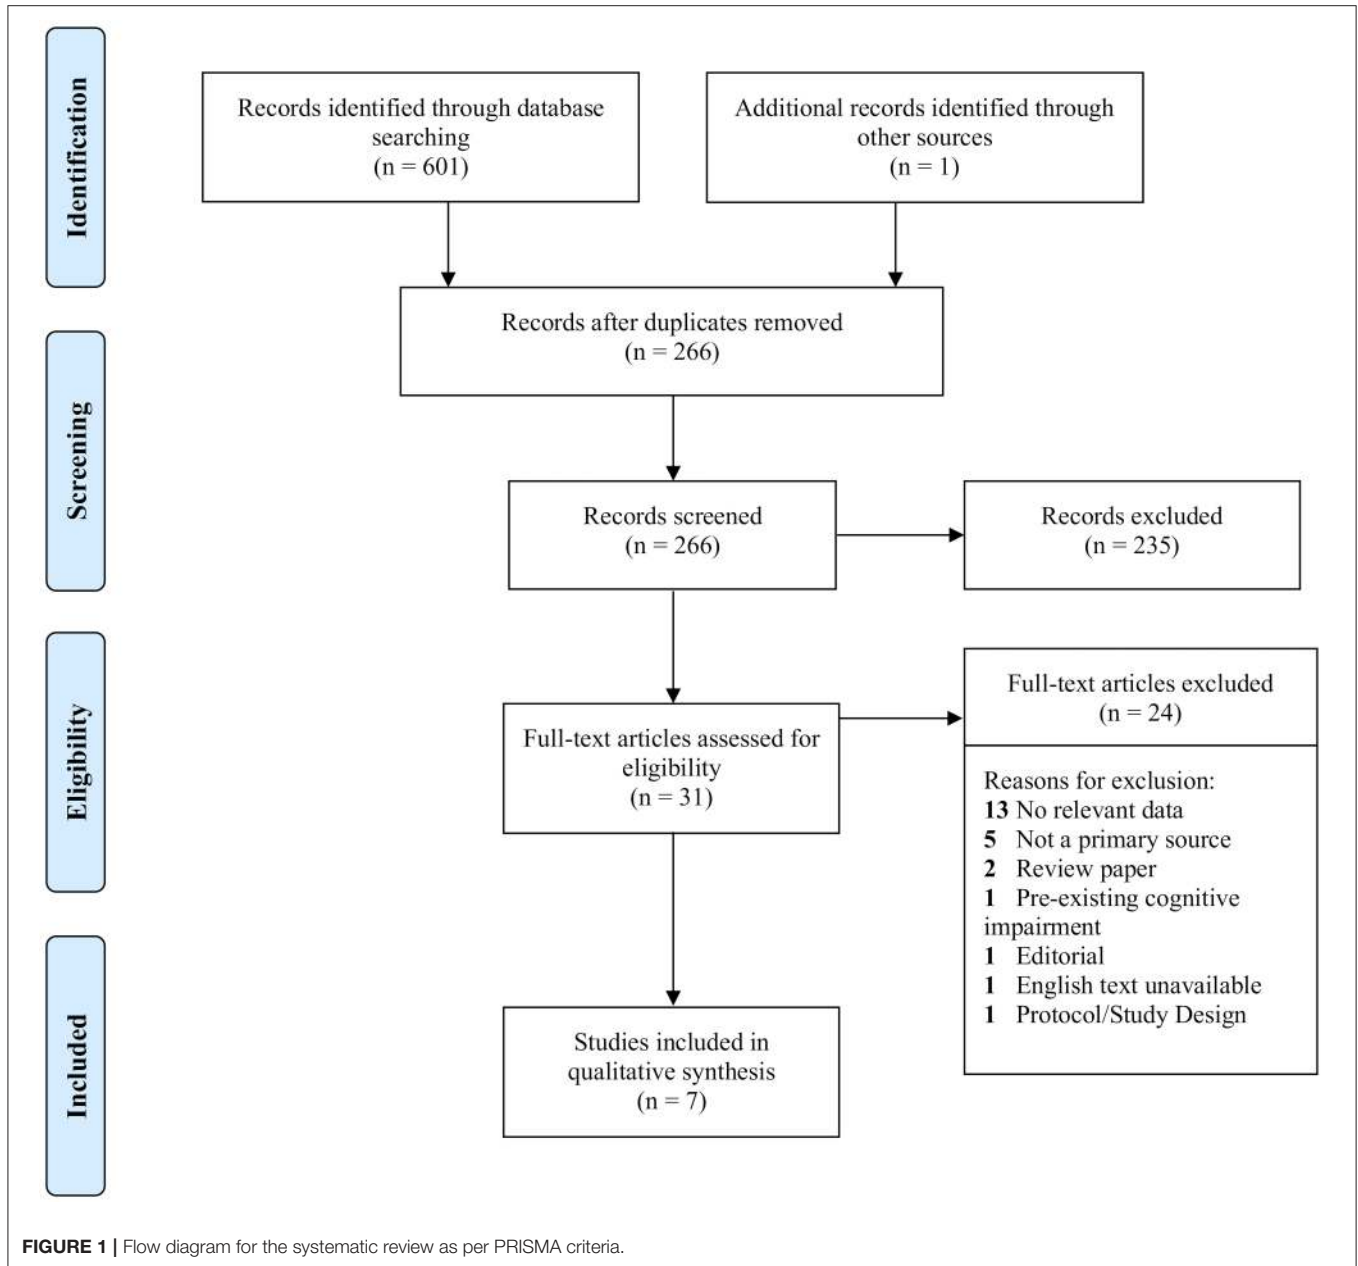 Identification
Records identified through database
searching
(n = 601)
Additional records identified through
other sources
(n = 1)
Records after duplicates removed
(n = 266)
Screening
Records screened
(n = 266)
Records excluded
(n = 235)
Eligibility
Full-text articles assessed for
eligibility
(n = 31)
Full-text articles excluded
(n = 24)
Reasons for exclusion:
13 No relevant data
5 Not a primary source
2 Review paper
1 Pre-existing cognitive
impairment
1 Editorial
1 English text unavailable
1 Protocol/Study Design
Included
Studies included in
qualitative synthesis
(n = 7)
FIGURE 1 | Flow diagram for the systematic review as per PRISMA criteria.